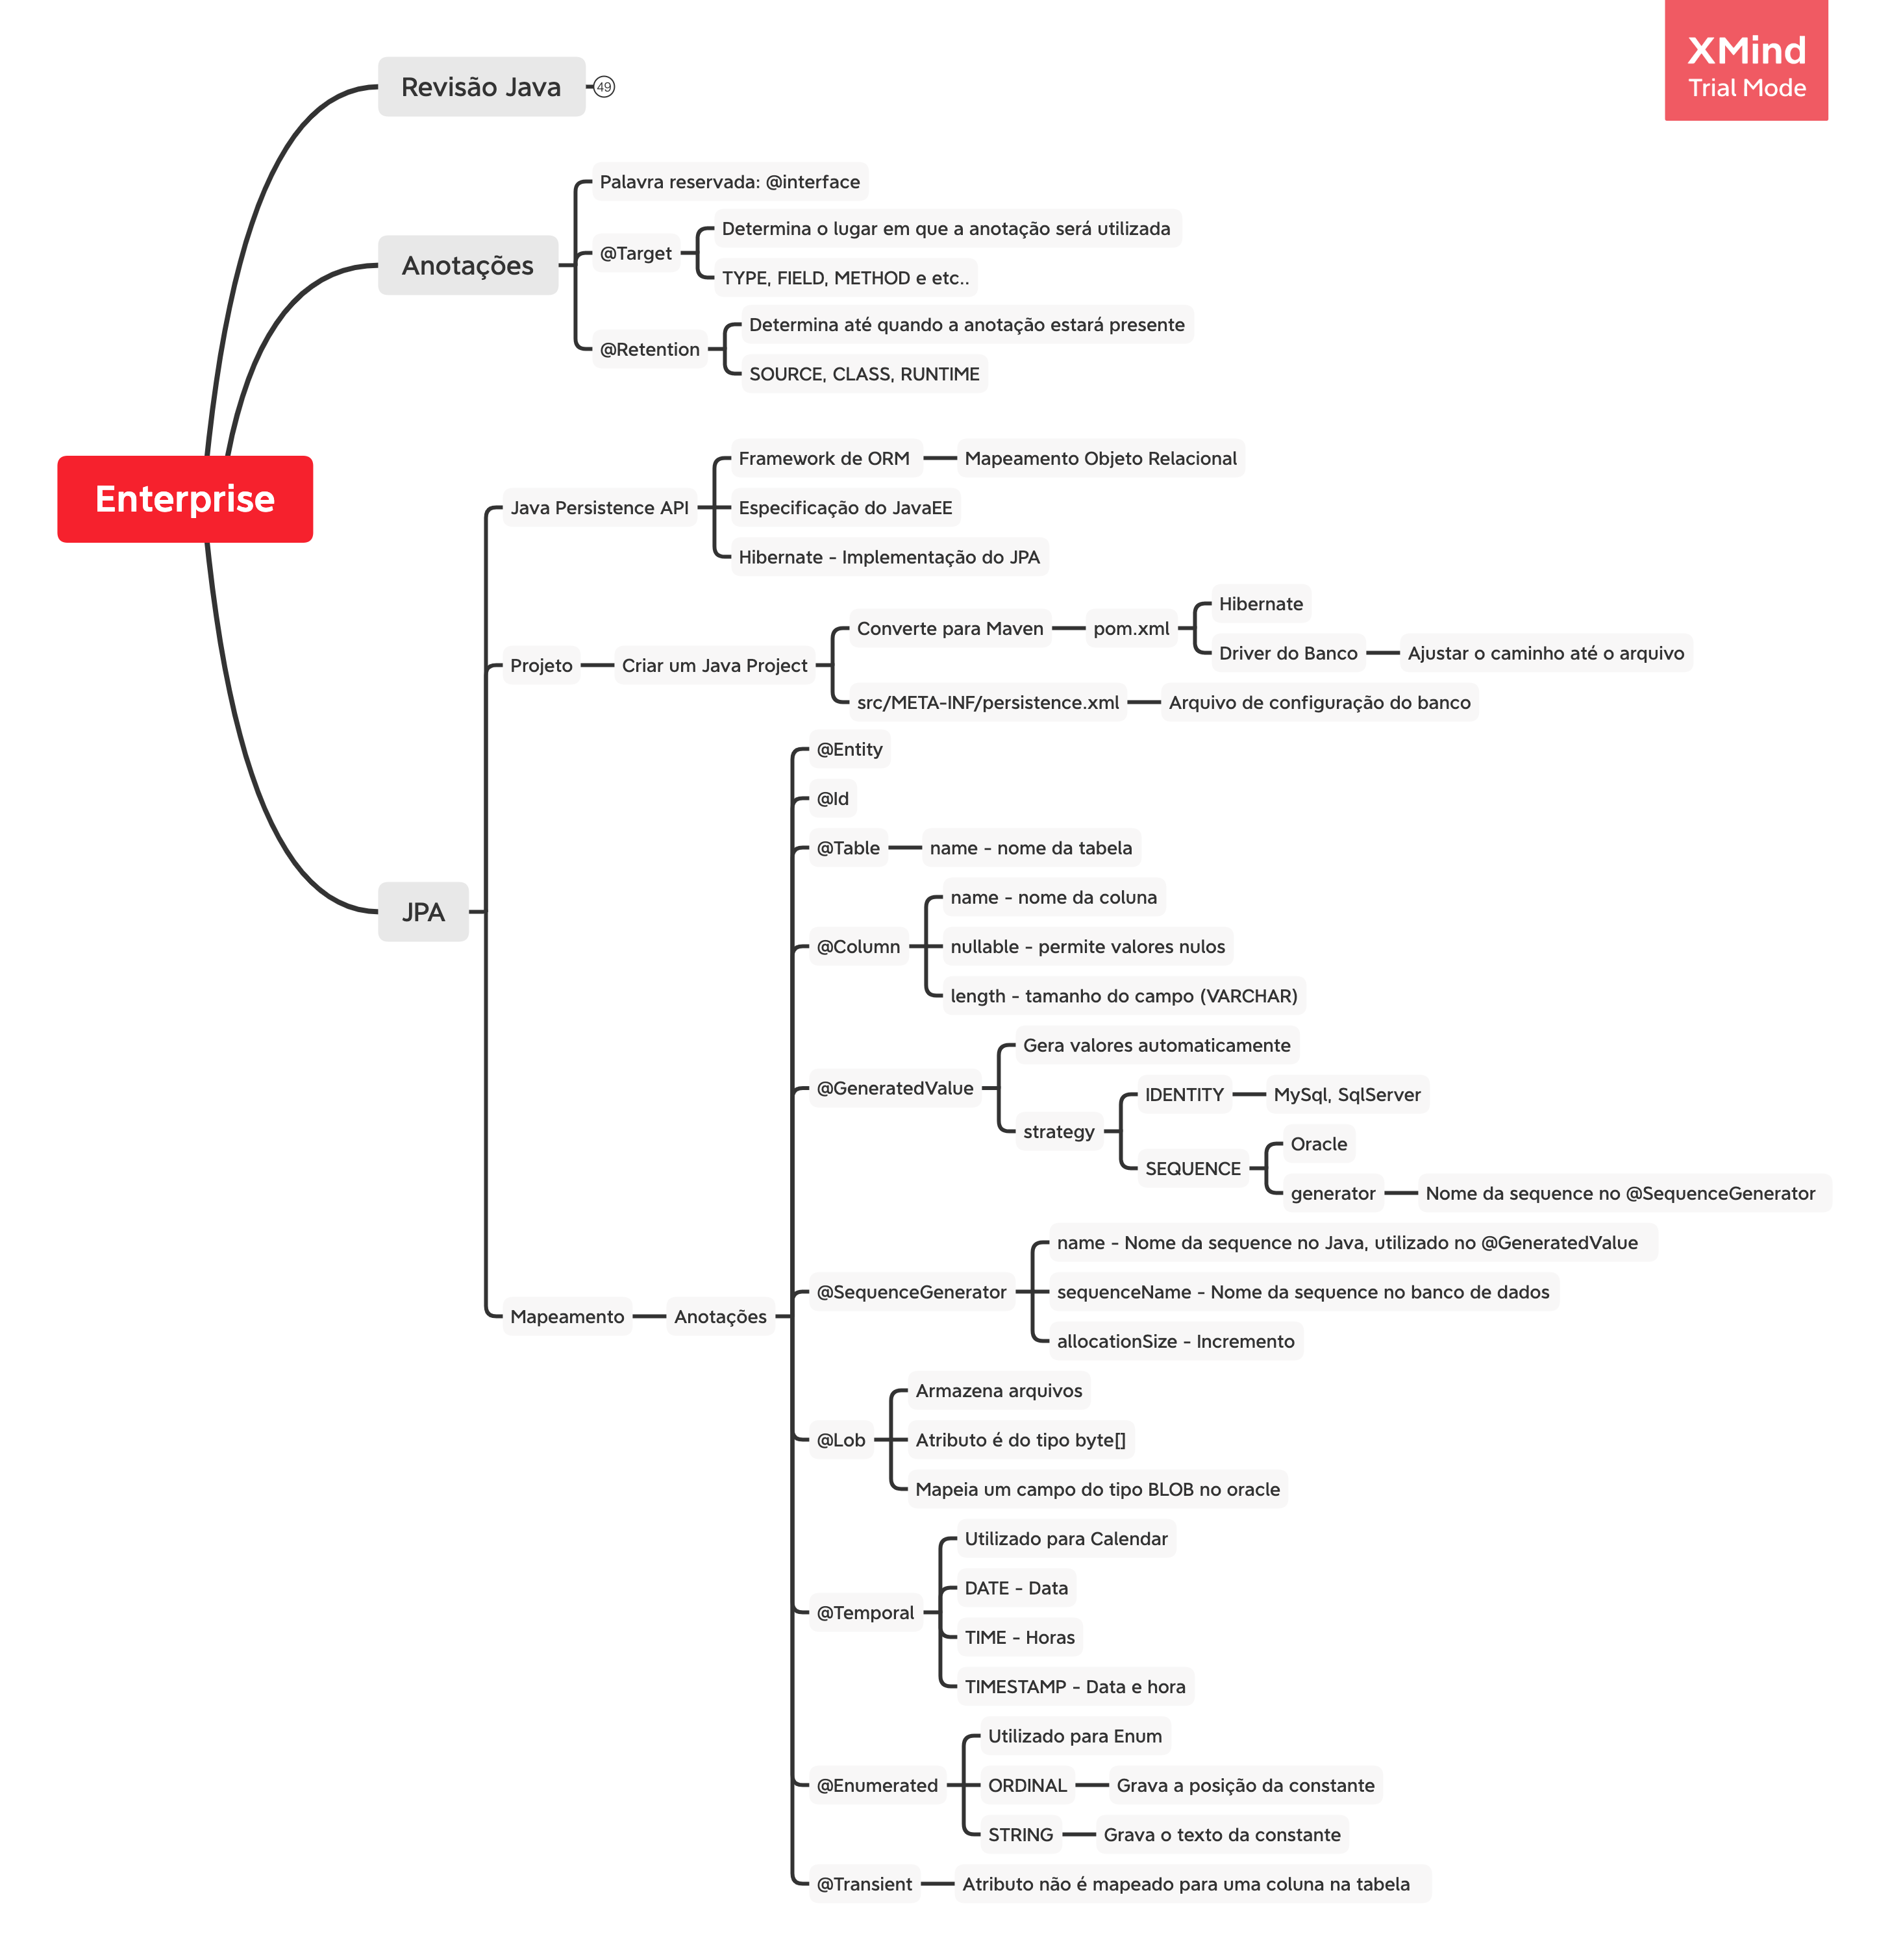 XMind
Trial Mode
Revisão Java
49
Palavra reservada: @interface
Determina o lugar em que a anotação será utilizada
@Target
Anotações
TYPE, FIELD, METHOD e etc..
Determina até quando a anotação estará presente
@Retention
SOURCE, CLASS, RUNTIME
Framework de ORM
Mapeamento Objeto Relacional
Enterprise
Java Persistence API
Especificação do JavaEE
Hibernate - Implementação do JPA
Hibernate
Converte para Maven
pom.xml
Driver do Banco
Ajustar o caminho até o arquivo
Projeto
Criar um Java Project
src/META-INF/persistence.xml
Arquivo de configuração do banco
@Entity
@Id
@Table
name - nome da tabela
name - nome da coluna
JPA
@Column
nullable - permite valores nulos
length - tamanho do campo (VARCHAR)
Gera valores automaticamente
@GeneratedValue
IDENTITY
MySql, SqlServer
strategy
Oracle
SEQUENCE
generator
Nome da sequence no @SequenceGenerator
name - Nome da sequence no Java, utilizado no @GeneratedValue
@SequenceGenerator
sequenceName - Nome da sequence no banco de dados
Mapeamento
Anotações
allocationSize - Incremento
Armazena arquivos
@Lob
Atributo é do tipo byte[]
Mapeia um campo do tipo BLOB no oracle
Utilizado para Calendar
DATE - Data
@Temporal
TIME - Horas
TIMESTAMP - Data e hora
Utilizado para Enum
@Enumerated
ORDINAL
Grava a posição da constante
STRING
Grava o texto da constante
@Transient
Atributo não é mapeado para uma coluna na tabela